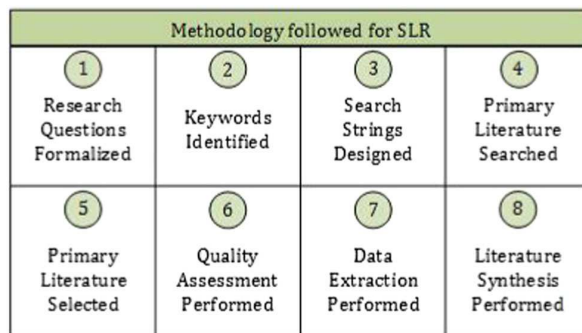 Methodology followed for SLR
1
Research
Questions
Formalized
2
Keywords
Identified
3
Search
Strings
Designed
4
Primary
Literature
Searched
5
Primary
Literature
Selected
6
Quality
Assessment
Performed
7
Data
Extraction
Performed
8
Literature
Synthesis
Performed